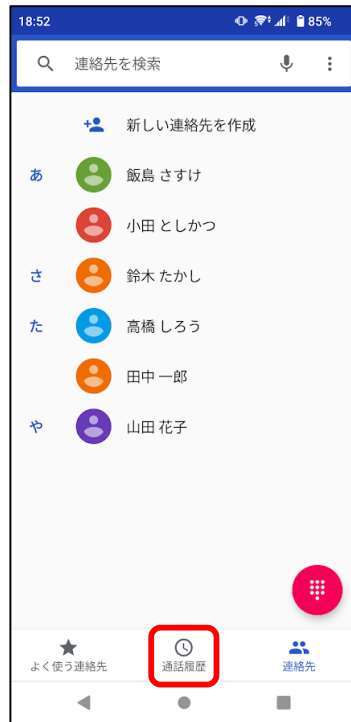 18:52 85%
連絡先を検索
新しい連絡先を作成
あ 飯島 さすけ
小田 としかつ
さ 鈴木 たかし
た 高橋 しろう
田中 一郎
や 山田 花子
よく使う連絡先 通話履歴 連絡先